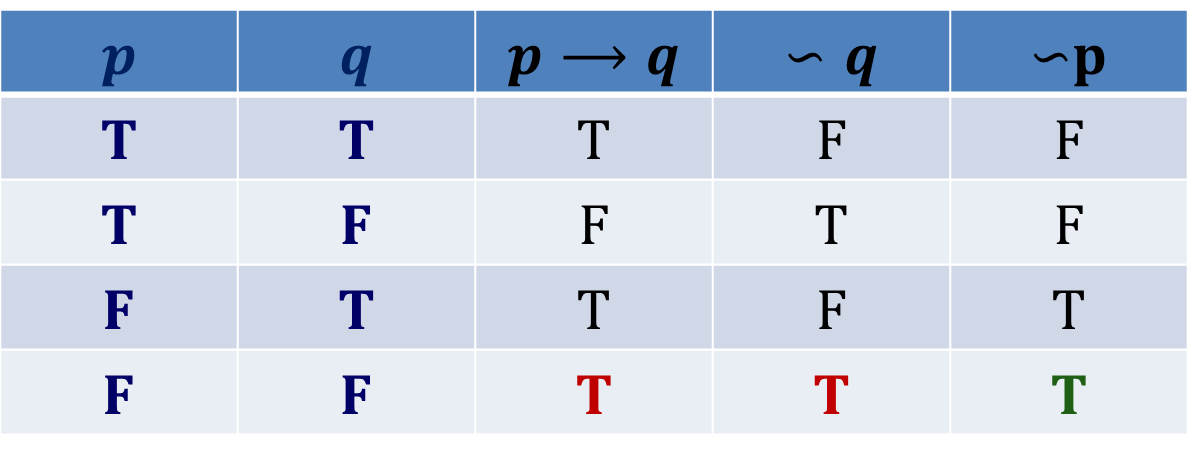 p q p ⟶ q ∽ q ∽p
T T T F F
T F F T F
F T T F T
F F T T T